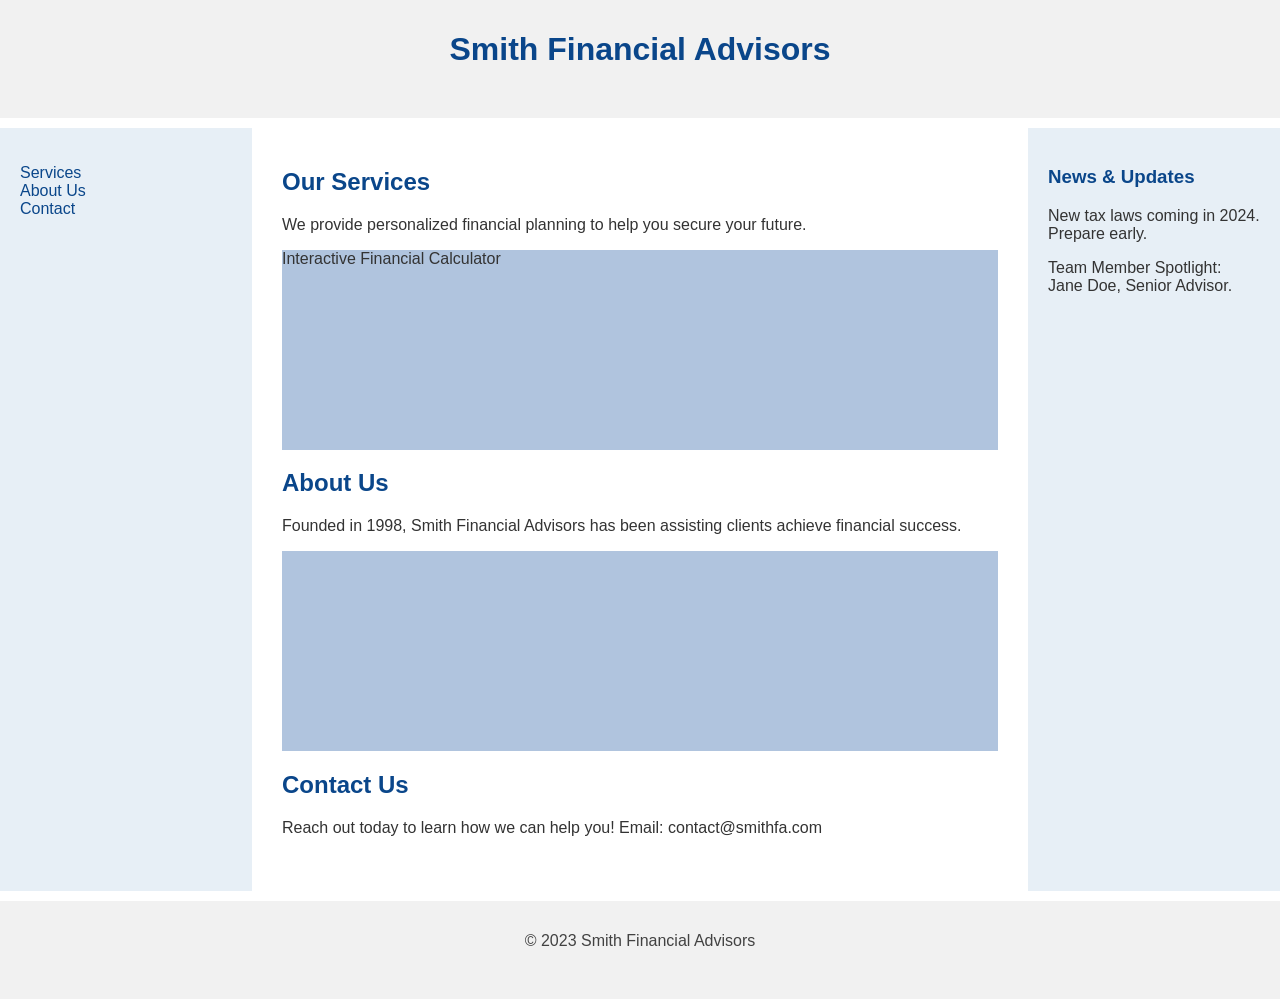 Smith Financial Advisors
Services
About Us
Contact
Our Services
We provide personalized financial planning to help you secure your future.
Interactive Financial Calculator
About Us
Founded in 1998, Smith Financial Advisors has been assisting clients achieve financial success.
Contact Us
Reach out today to learn how we can help you! Email: contact@smithfa.com
News & Updates
New tax laws coming in 2024.
Prepare early.
Team Member Spotlight:
Jane Doe, Senior Advisor.
© 2023 Smith Financial Advisors